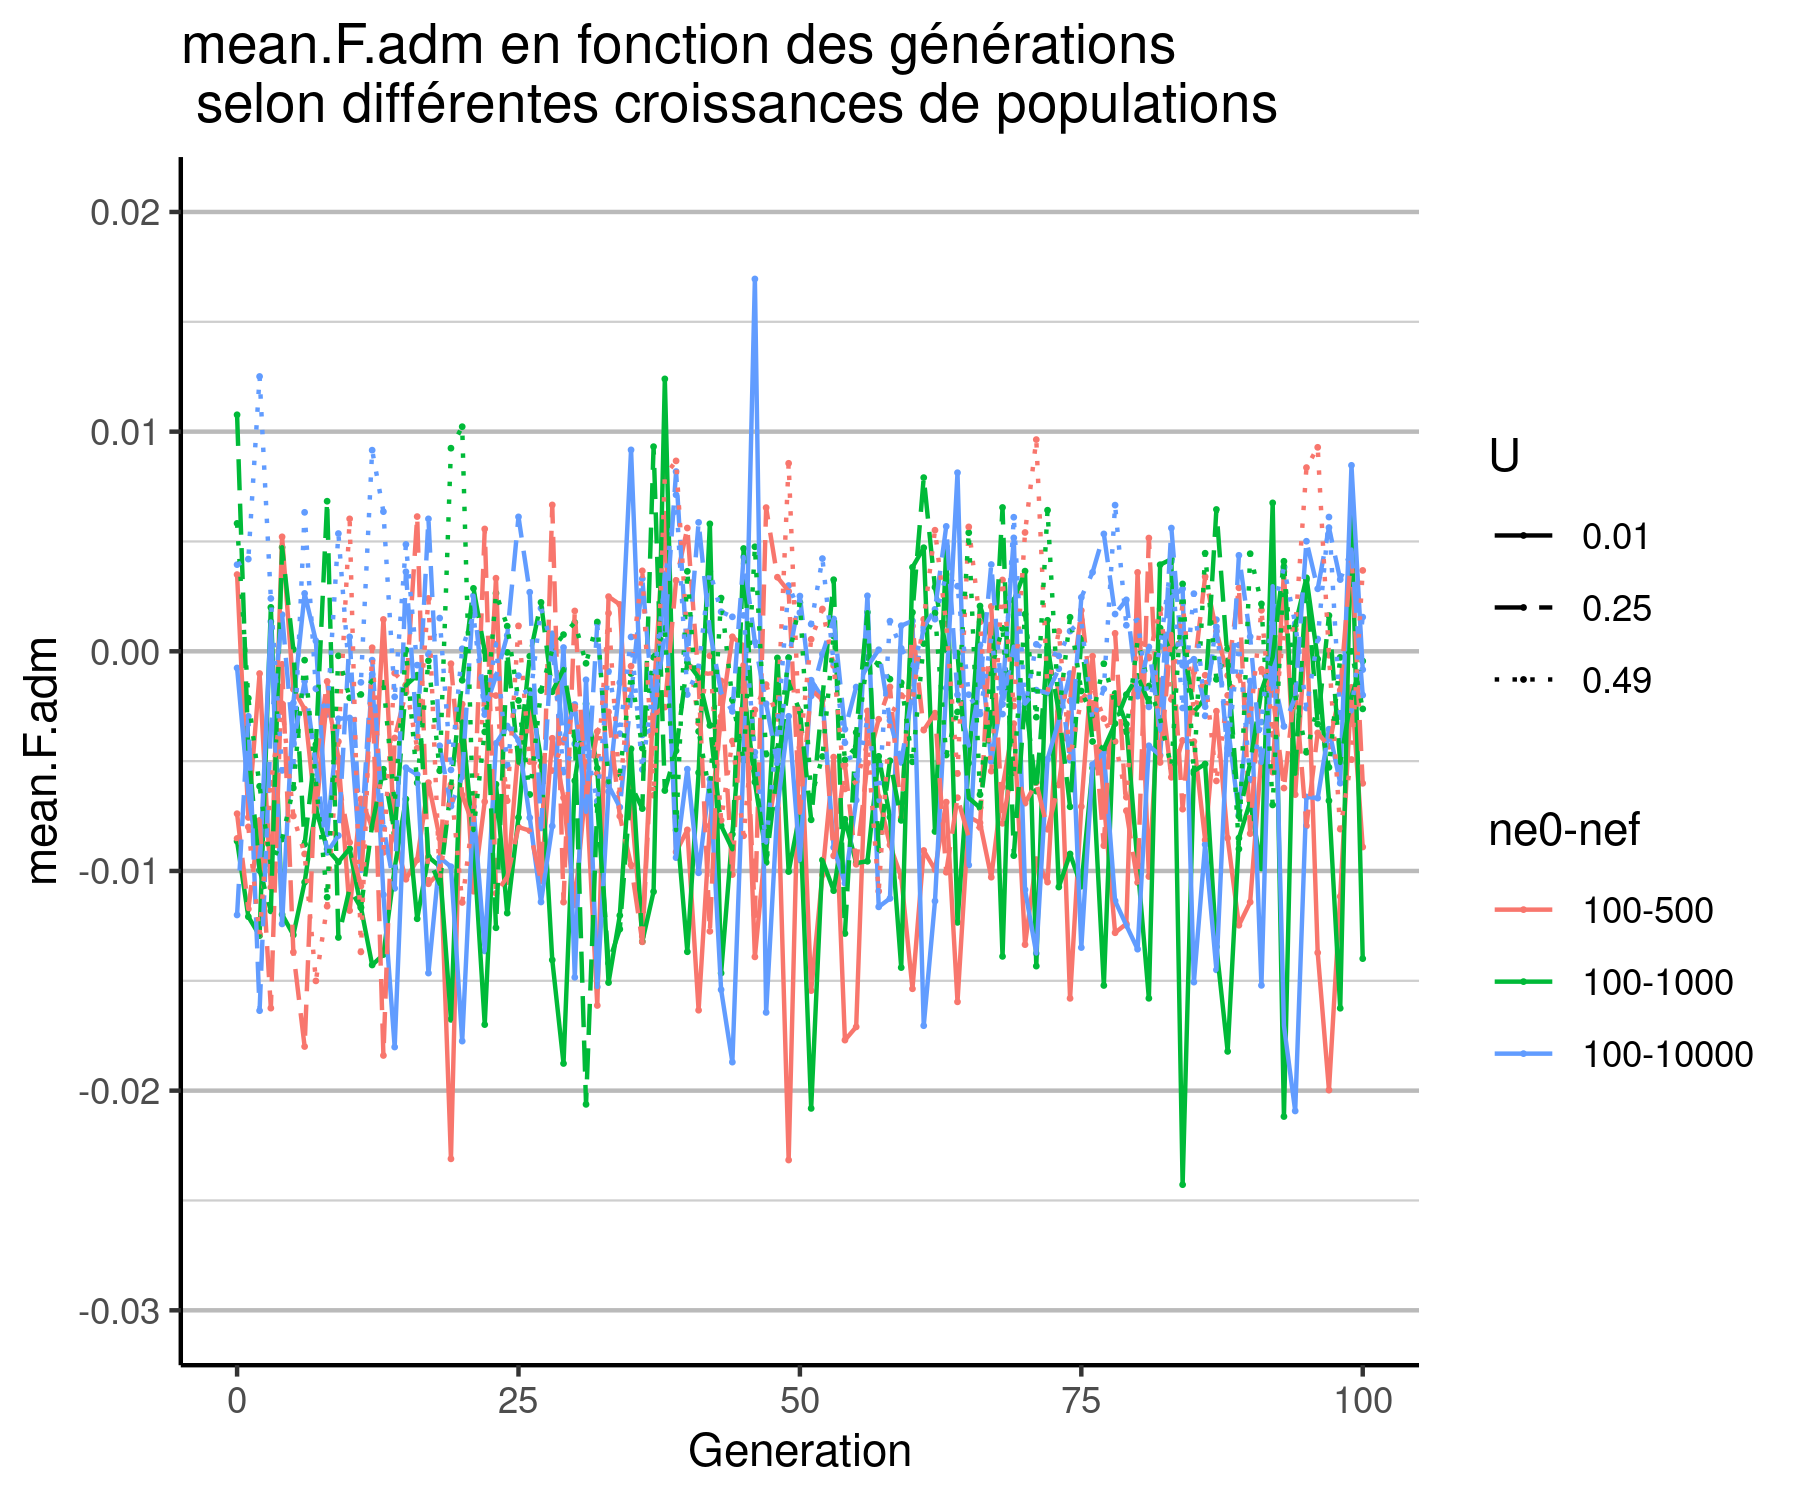 mean.F.adm en fonction des générations
selon différentes croissances de populations
mean.F.adm
0.02
0.01
0.00
-0.01
-0.02
-0.03
0
25
50
75
100
Generation
U
0.01
0.25
0.49
ne0-nef
100-500
100-1000
100-10000